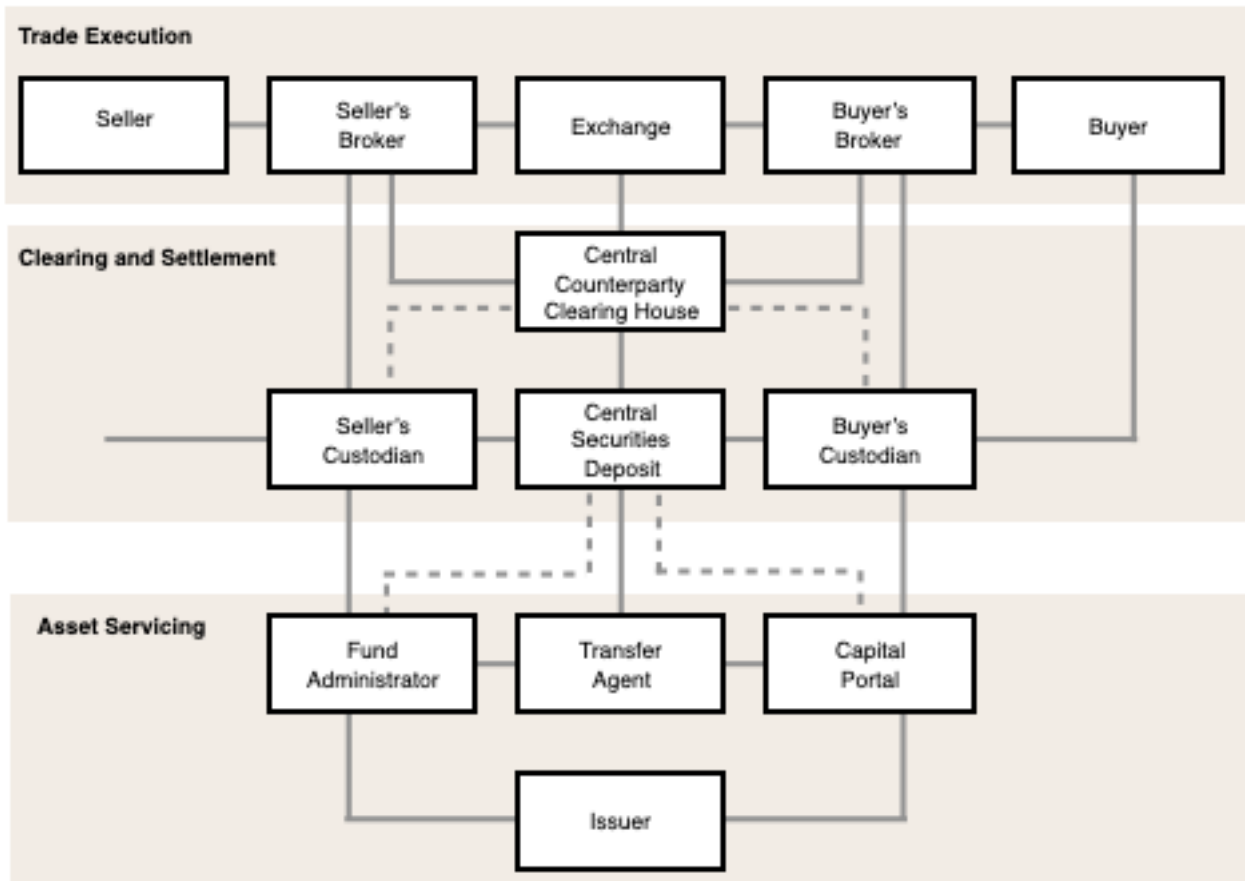 Trade Execution
Seller
Seller's
Broker
Exchange
Buyer's
Broker
Buyer
Clearing and Settlement
Central
Counterparty
Clearing House
Seller's
Custodian
Central
Securities
Deposit
Buyer's
Custodian
Asset Servicing
Fund
Administrator
Transfer
Agent
Capital
Portal
Issuer